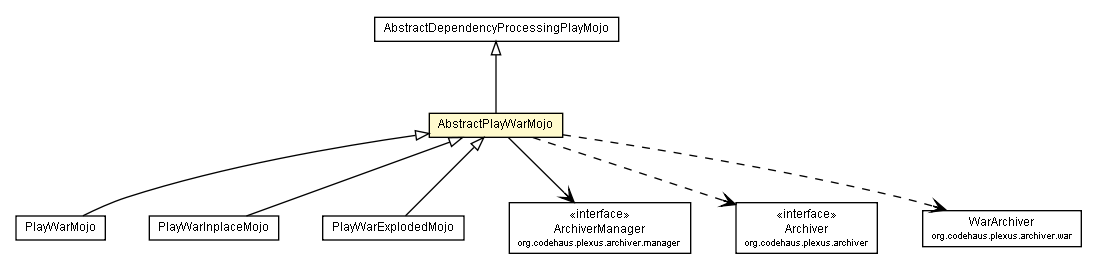 AbstractDependencyProcessingPlayMojo
AbstractPlayWarMojo
PlayWarMojo
PlayWarInplaceMojo
PlayWarExplodedMojo
«interface»
ArchiverManager
org.codehaus.plexus.archiver.manager
«interface»
Archiver
org.codehaus.plexus.archiver
WarArchiver
org.codehaus.plexus.archiver.war